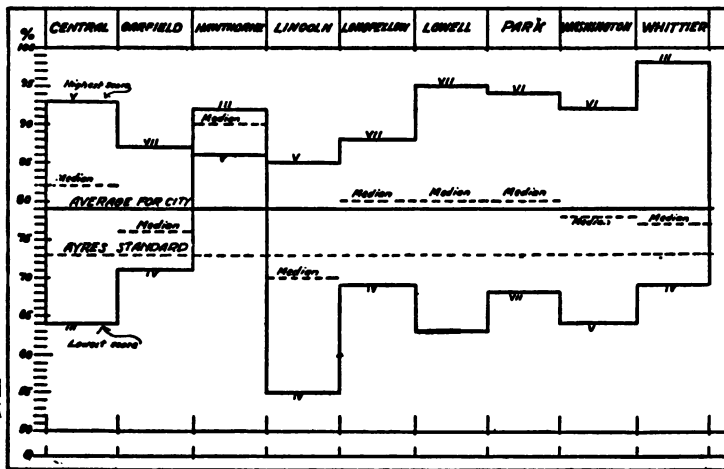 % CENTRAL GARFIELD HAWTHORNE LINCOLN LONGFELLOW LOWELL PARK WASHINGTON WHITTIER
100
III
95 Highest score VII VI
V III VI
90 Median
VII VII
85 V V
Median
80 AVERAGE FOR CITY Median Median Median
Median Median Median
75
AYRES STANDARD
70 IV Median IV IV
VII
65 III V
Lowest score
60
55 IV
50
0